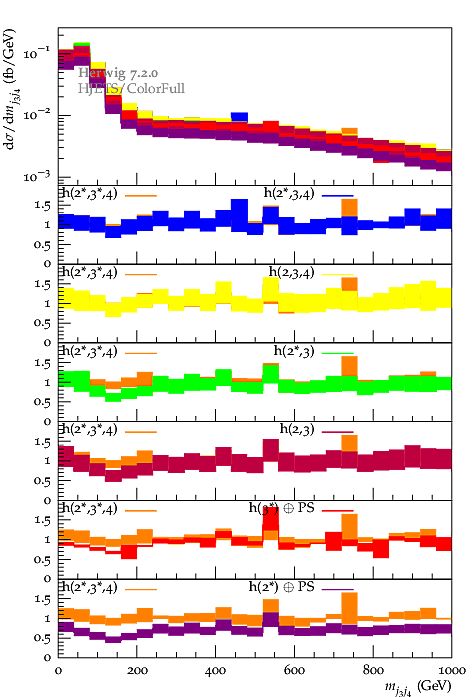 dσ/dm_{j3j4} (fb/GeV)
10^{-1}
Herwig 7.2.0
HJETS/ColorFull
10^{-2}
10^{-3}
h(2*,3*,4) h(2*,3,4)
1.5
1
0.5
0
h(2*,3*,4) h(2,3,4)
1.5
1
0.5
0
h(2*,3*,4) h(2*,3)
1.5
1
0.5
0
h(2*,3*,4) h(2,3)
1.5
1
0.5
0
h(2*,3*,4) h(3*) ⊕ PS
1.5
1
0.5
0
h(2*,3*,4) h(2*) ⊕ PS
1.5
1
0.5
0
0 200 400 600 800 1000
m_{j3j4} (GeV)